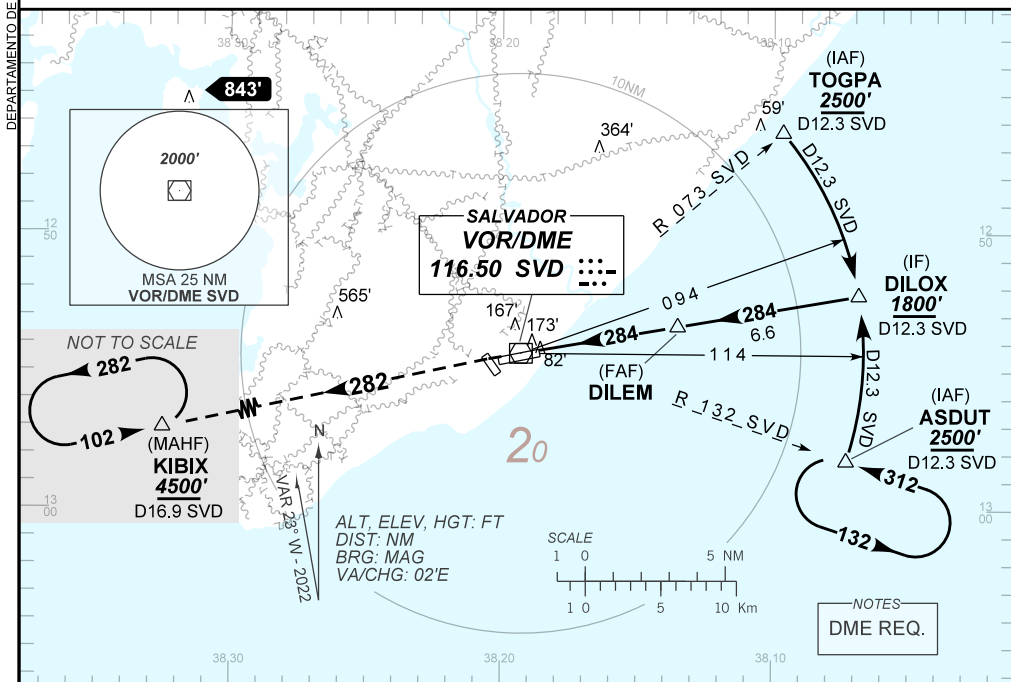 DEPARTAMENTO DE
38 30
38 20
38 10
843'
2000'
MSA 25 NM
VOR/DME SVD
10NM
364'
59'
(IAF)
TOGPA
2500'
D12.3 SVD
R 073 SVD
D12.3 SVD
12
50
12
50
SALVADOR
VOR/DME
116.50 SVD
094
(IF)
DILOX
1800'
D12.3 SVD
565'
167'
173'
82'
284
284
6.6
114
(FAF)
DILEM
D12.3 SVD
NOT TO SCALE
282
102
282
(MAHF)
KIBIX
4500'
D16.9 SVD
R 132 SVD
(IAF)
ASDUT
2500'
D12.3 SVD
312
132
20
N
VAR 23° W - 2022
ALT, ELEV, HGT: FT
DIST: NM
BRG: MAG
VA/CHG: 02'E
13
00
13
00
SCALE
1 0 5 NM
1 0 5 10 Km
NOTES
DME REQ.
38 30
38 20
38 10